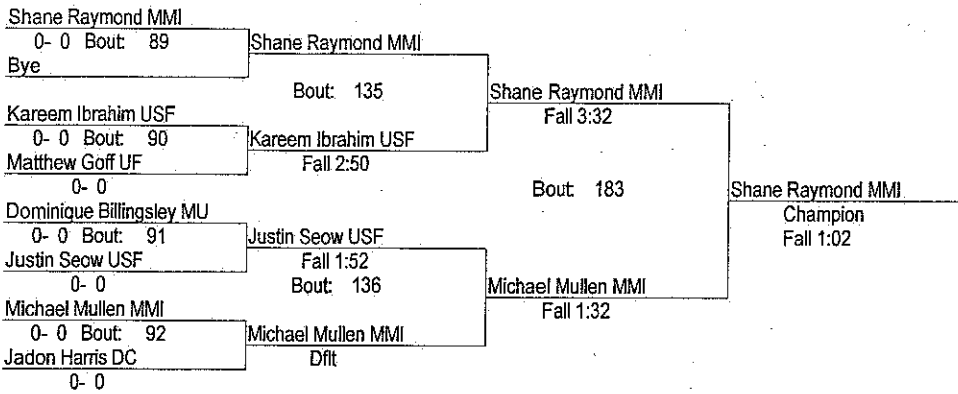 Shane Raymond MMI
0- 0 Bout: 89
Bye
Shane Raymond MMI
Bout: 135
Kareem Ibrahim USF
0- 0 Bout: 90
Matthew Goff UF
0- 0
Kareem Ibrahim USF
Fall 2:50
Shane Raymond MMI
Fall 3:32
Dominique Billingsley MU
0- 0 Bout: 91
Justin Seow USF
0- 0
Justin Seow USF
Fall 1:52
Bout: 136
Michael Mullen MMI
0- 0 Bout: 92
Jadon Harris DC
0- 0
Michael Mullen MMI
Dflt
Michael Mullen MMI
Fall 1:32
Bout: 183
Shane Raymond MMI
Champion
Fall 1:02